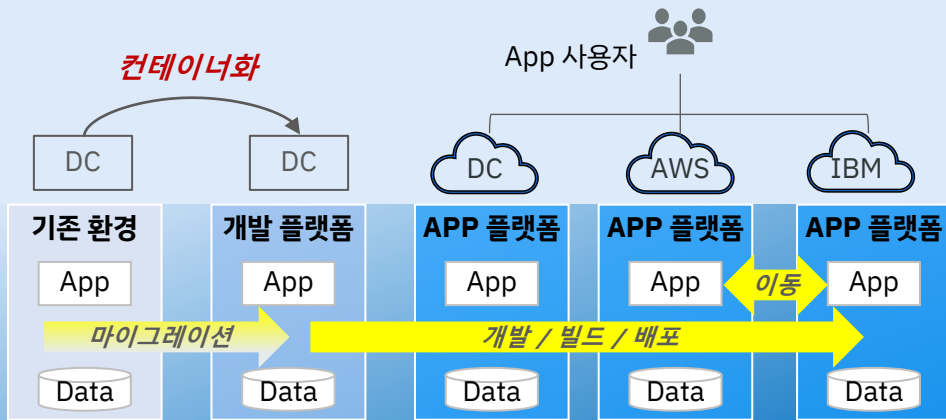 App 사용자
컨테이너화
DC
DC
DC
AWS
IBM
기존 환경
개발 플랫폼
APP 플랫폼
APP 플랫폼
APP 플랫폼
App
App
App
App
이동
App
마이그레이션
개발 / 빌드 / 배포
Data
Data
Data
Data
Data